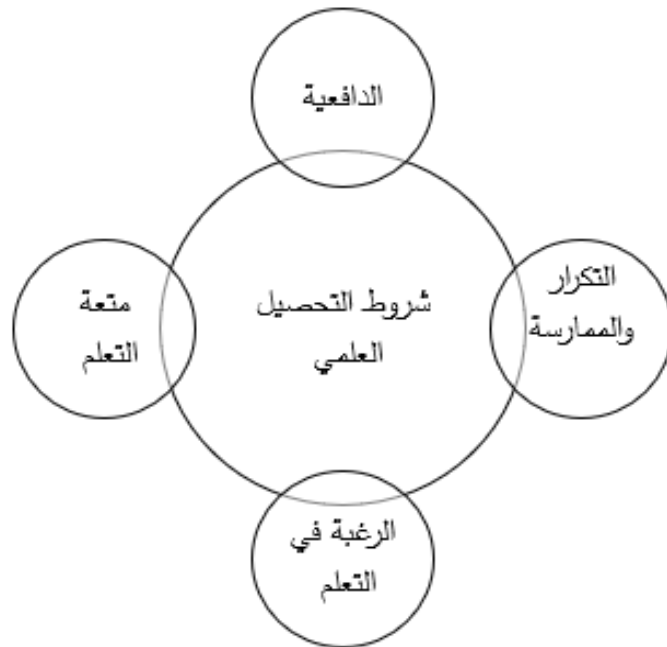 الدافعية
التكرار
والممارسة
شروط التحصيل
العلمي
متعة
التعلم
الرغبة في
التعلم